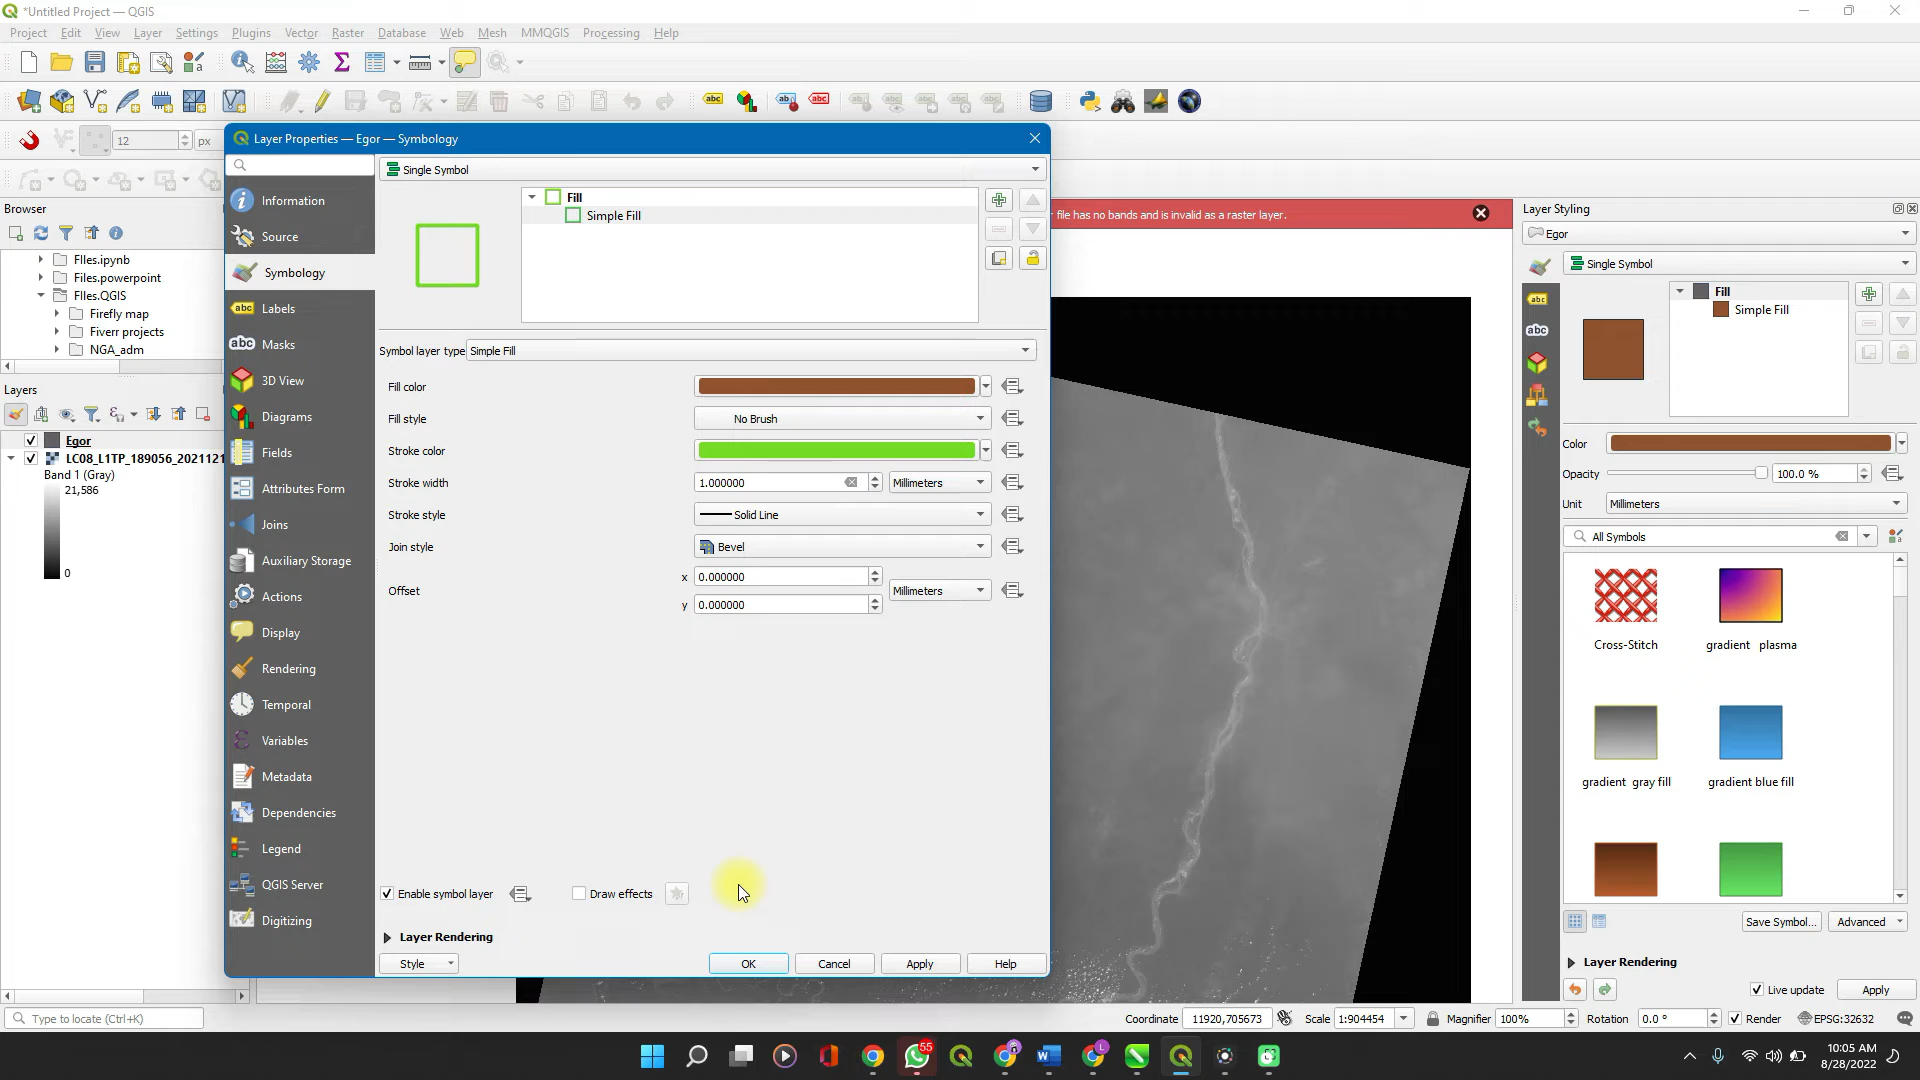 *Untitled Project — QGIS
Project Edit View Layer Settings Plugins Vector Raster Database Web Mesh MMQGIS Processing Help
12 px
Layer Properties — Egor — Symbology
Browser
FIles.ipynb
FIles.powerpoint
FIles.QGIS
Firefly map
Fiverr projects
NGA_adm
Layers
Egor
LC08_L1TP_189056_2021121
Band 1 (Gray)
21,586
0
Information
Source
Symbology
Labels
Masks
3D View
Diagrams
Fields
Attributes Form
Joins
Auxiliary Storage
Actions
Display
Rendering
Temporal
Variables
Metadata
Dependencies
Legend
QGIS Server
Digitizing
Single Symbol
Fill
Simple Fill
Symbol layer type Simple Fill
Fill color
Fill style No Brush
Stroke color
Stroke width 1.000000 Millimeters
Stroke style Solid Line
Join style Bevel
Offset x 0.000000 Millimeters
y 0.000000
Enable symbol layer Draw effects
Layer Rendering
Style OK Cancel Apply Help
file has no bands and is invalid as a raster layer.
Layer Styling
Egor
Single Symbol
Fill
Simple Fill
Color
Opacity 100.0 %
Unit Millimeters
All Symbols
Cross-Stitch gradient plasma
gradient gray fill gradient blue fill
Save Symbol... Advanced
Layer Rendering
Live update Apply
Type to locate (Ctrl+K) Coordinate 11920,705673 Scale 1:904454 Magnifier 100% Rotation 0.0 ° Render EPSG:32632
55
10:05 AM
8/28/2022